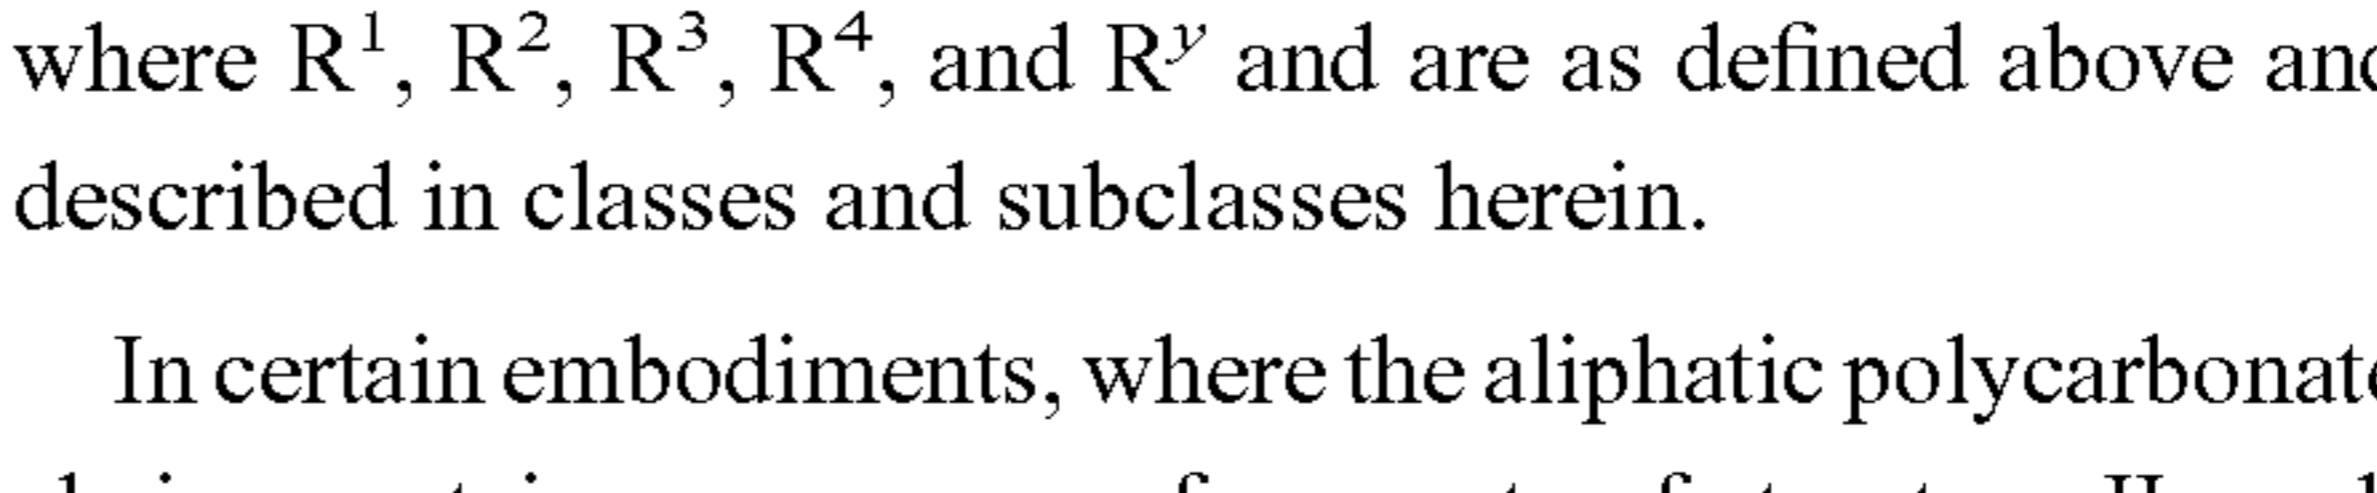 where R¹, R², R³, R⁴, and Rʸ and are as defined above and
described in classes and subclasses herein.
In certain embodiments, where the aliphatic polycarbonate